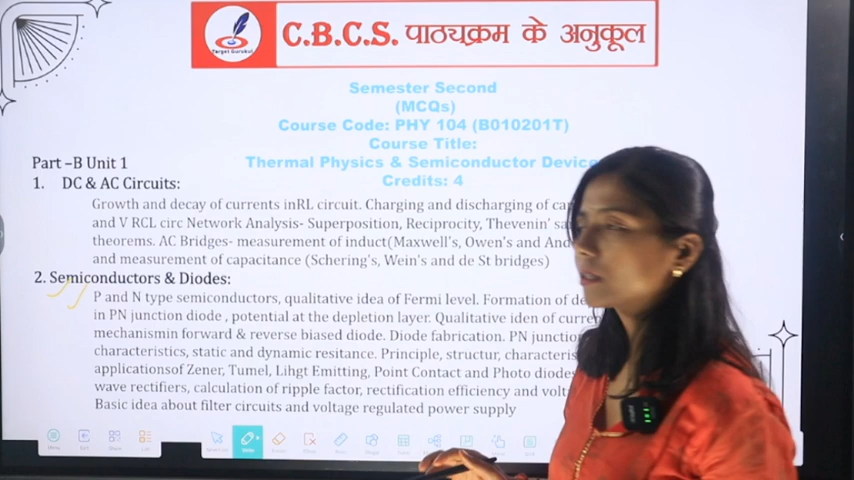 Target Gurukul
C.B.C.S. पाठ्यक्रम के अनुकूल
Semester Second
(MCQs)
Course Code: PHY 104 (B010201T)
Course Title:
Thermal Physics & Semiconductor Device
Credits: 4
Part –B Unit 1
1. DC & AC Circuits:
Growth and decay of currents inRL circuit. Charging and discharging of
and V RCL circ Network Analysis- Superposition, Reciprocity, Thevenin'
theorems. AC Bridges- measurement of induct(Maxwell's, Owen's and
and measurement of capacitance (Schering's, Wein's and de St bridges)
2. Semiconductors & Diodes:
P and N type semiconductors, qualitative idea of Fermi level. Formation of
in PN junction diode , potential at the depletion layer. Qualitative iden of
mechanismin forward & reverse biased diode. Diode fabrication. PN junction
characteristics, static and dynamic resitance. Principle, structur,
applicationsof Zener, Tumel, Lihgt Emitting, Point Contact and Photo diodes
wave rectifiers, calculation of ripple factor, rectification efficiency and
Basic idea about filter circuits and voltage regulated power supply